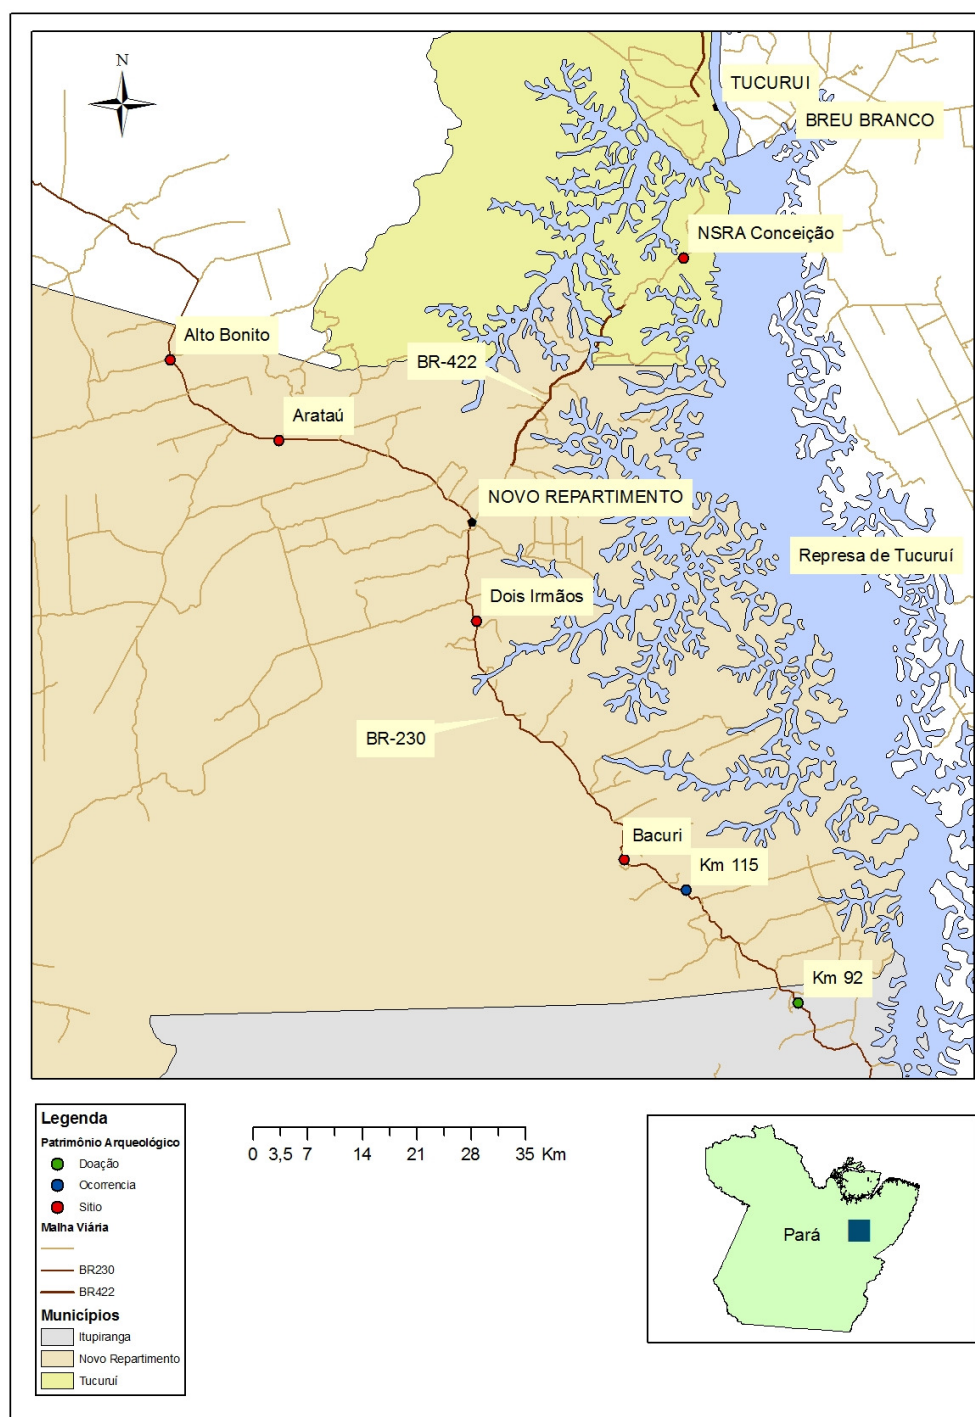 N
TUCURUI
BREU BRANCO
NSRA Conceição
Alto Bonito
BR-422
Arataú
NOVO REPARTIMENTO
Represa de Tucuruí
Dois Irmãos
BR-230
Bacuri
Km 115
Km 92
Legenda
Patrimônio Arqueológico
Doação
Ocorrencia
Sitio
Malha Viária
BR230
BR422
Municípios
Itupiranga
Novo Repartimento
Tucuruí
0 3,5 7 14 21 28 35 Km
Pará